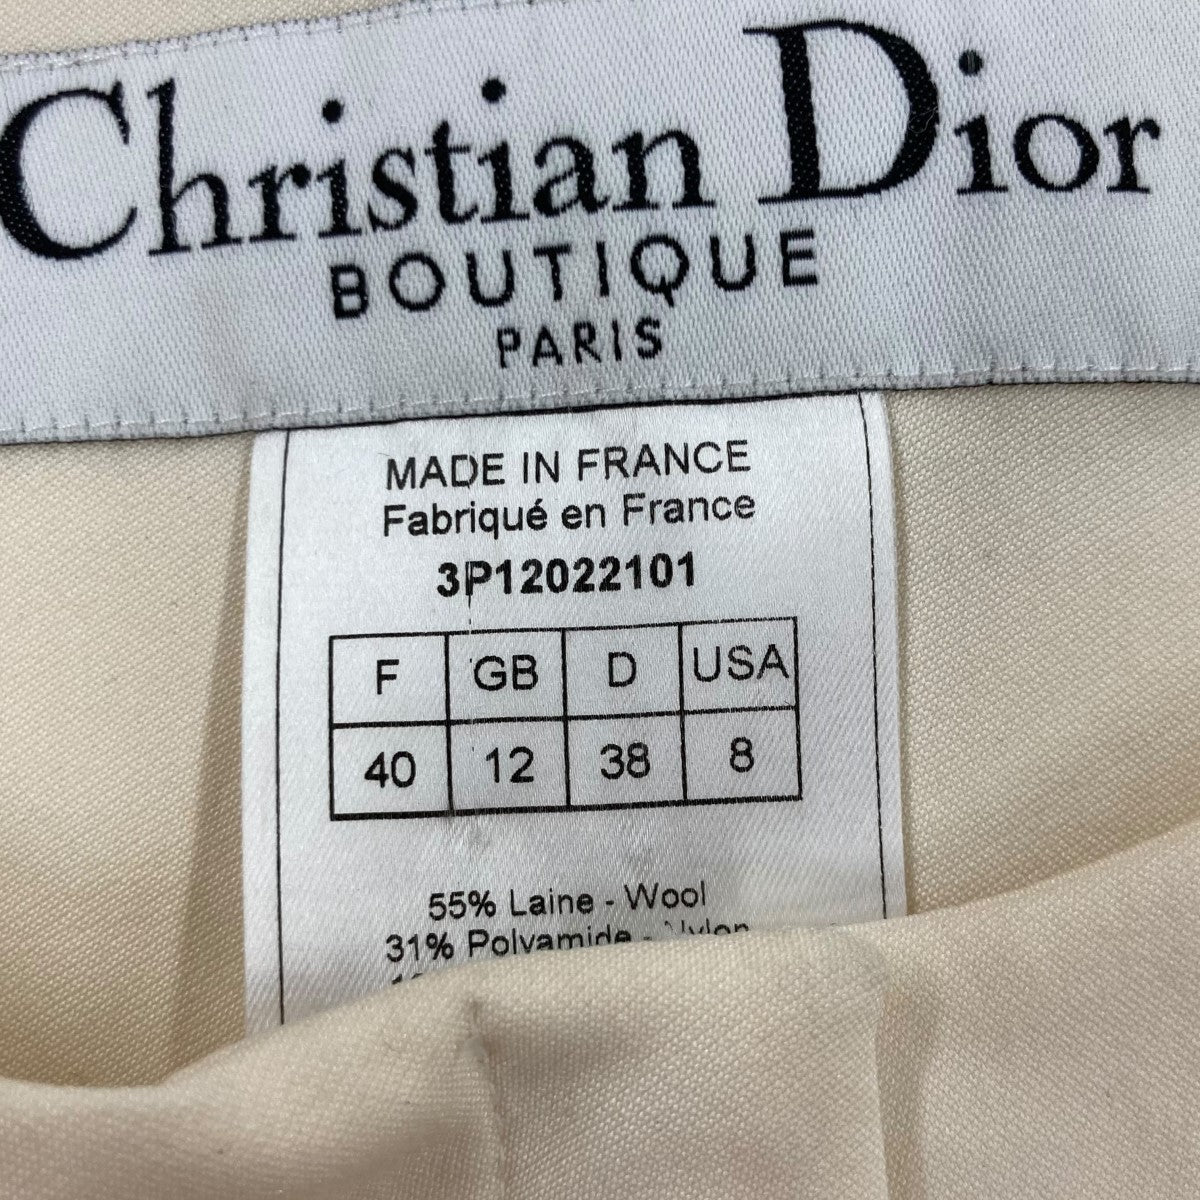 Christian Dior
BOUTIQUE
PARIS
MADE IN FRANCE
Fabriqué en France
3P12022101
F GB D USA
40 12 38 8
55% Laine - Wool
31% Polyamide - Nylon